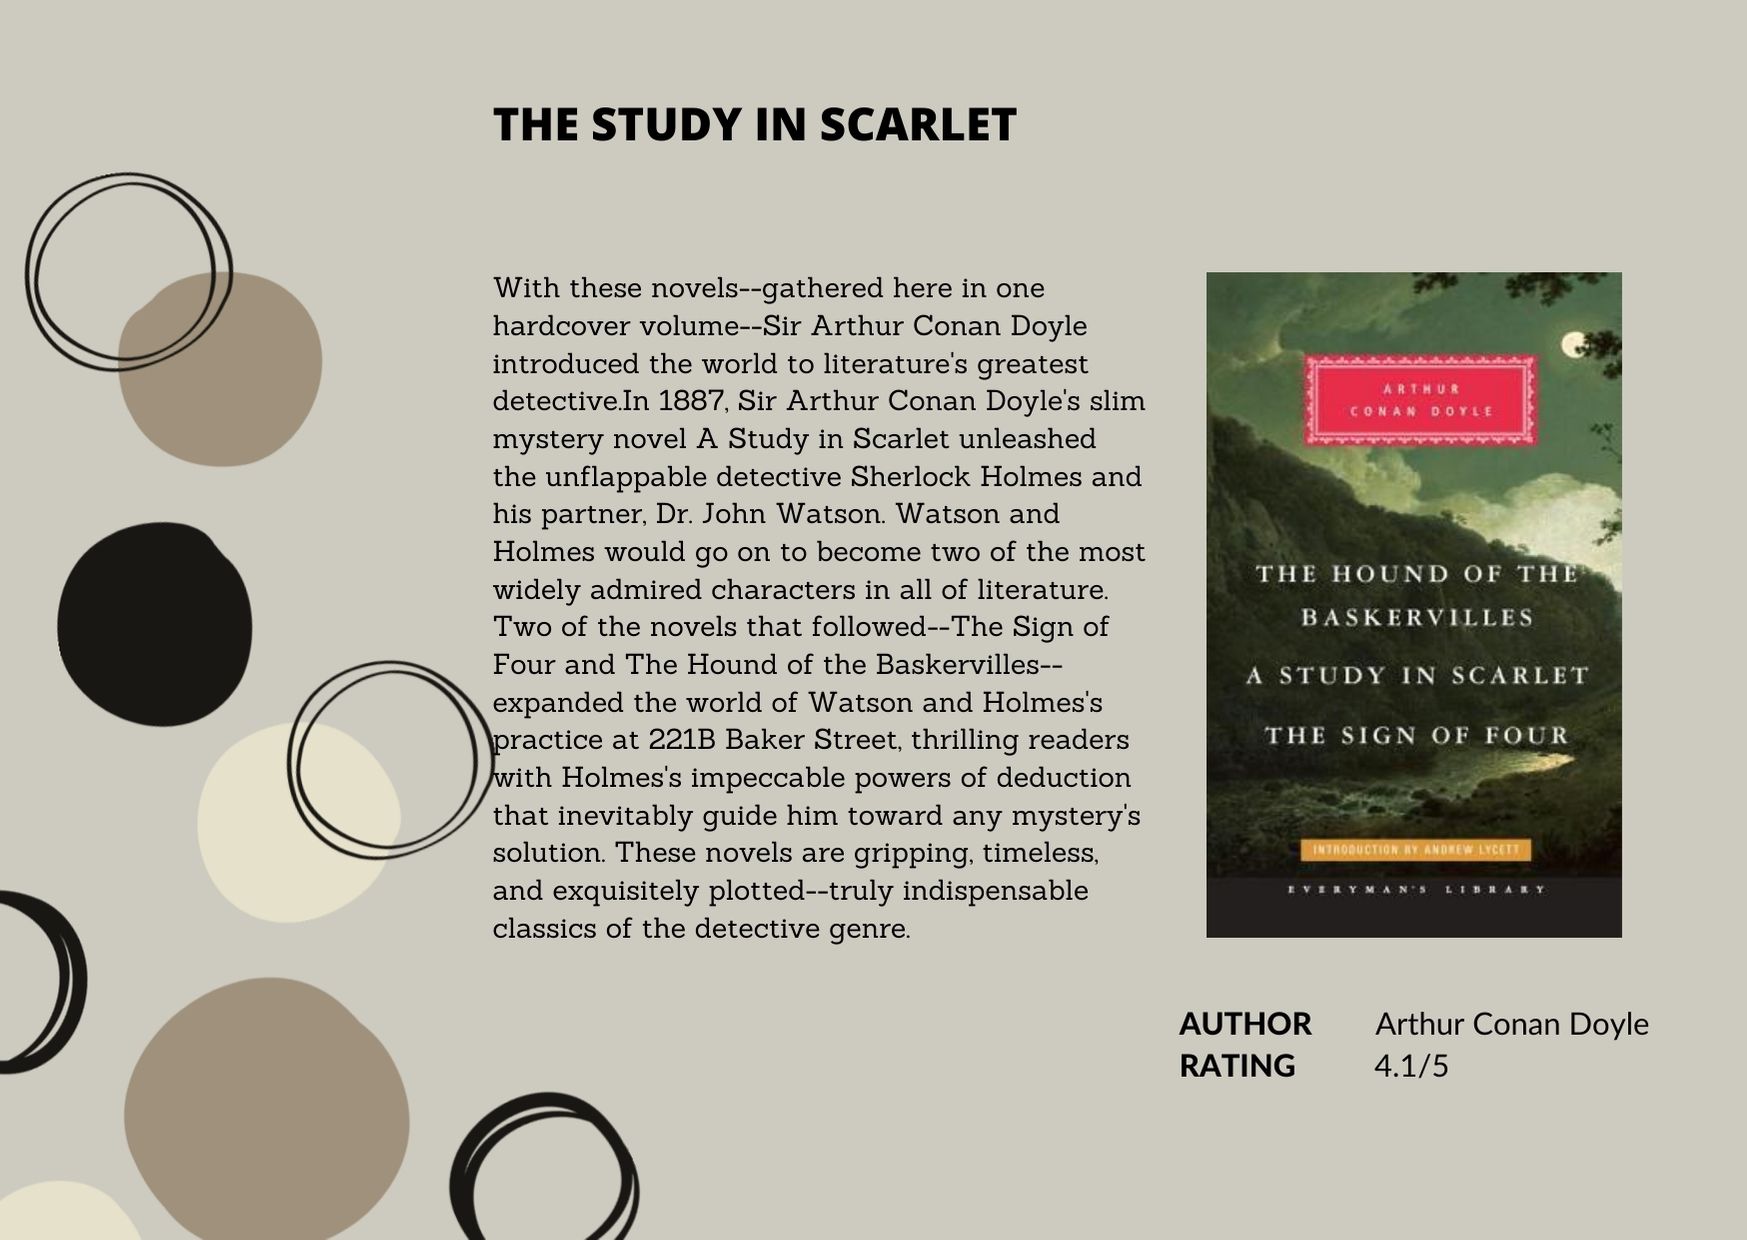 THE STUDY IN SCARLET
With these novels--gathered here in one
hardcover volume--Sir Arthur Conan Doyle
introduced the world to literature's greatest
detective.In 1887, Sir Arthur Conan Doyle's slim
mystery novel A Study in Scarlet unleashed
the unflappable detective Sherlock Holmes and
his partner, Dr. John Watson. Watson and
Holmes would go on to become two of the most
widely admired characters in all of literature.
Two of the novels that followed--The Sign of
Four and The Hound of the Baskervilles--
expanded the world of Watson and Holmes's
practice at 221B Baker Street, thrilling readers
with Holmes's impeccable powers of deduction
that inevitably guide him toward any mystery's
solution. These novels are gripping, timeless,
and exquisitely plotted--truly indispensable
classics of the detective genre.
ARTHUR
CONAN DOYLE
THE HOUND OF THE
BASKERVILLES
A STUDY IN SCARLET
THE SIGN OF FOUR
INTRODUCTION BY ANDREW LYCETT
EVERYMAN'S LIBRARY
AUTHOR Arthur Conan Doyle
RATING 4.1/5